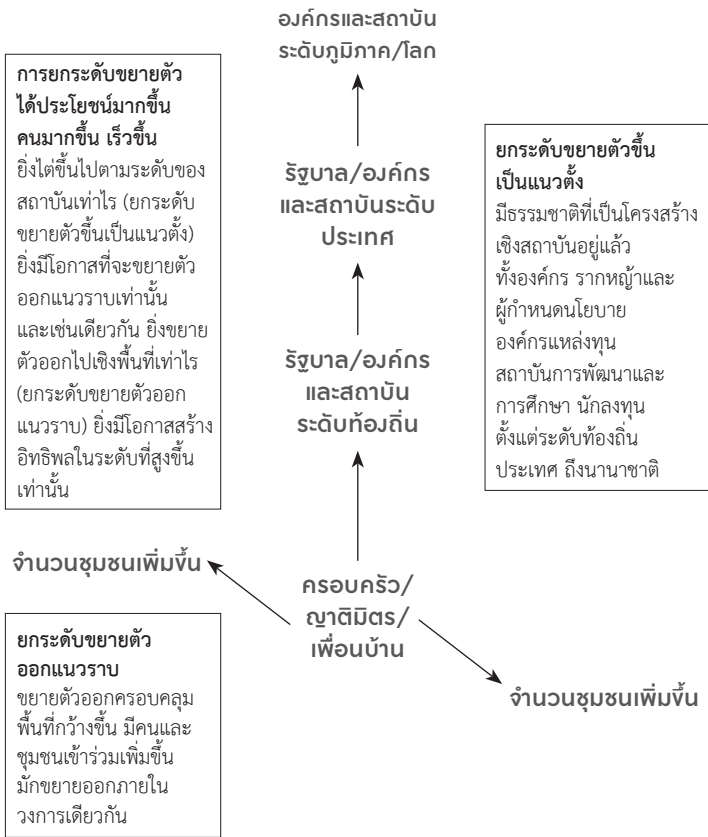 องค์กรและสถาบัน
ระดับภูมิภาค/โลก
การยกระดับขยายตัว
ได้ประโยชน์มากขึ้น
คนมากขึ้น เร็วขึ้น
ยิ่งไต่ขึ้นไปตามระดับของ
สถาบันเท่าไร (ยกระดับ
ขยายตัวขึ้นเป็นแนวตั้ง)
ยิ่งมีโอกาสที่จะขยายตัว
ออกแนวราบเท่านั้น
และเช่นเดียวกัน ยิ่งขยาย
ตัวออกไปเชิงพื้นที่เท่าไร
(ยกระดับขยายตัวออก
แนวราบ) ยิ่งมีโอกาสสร้าง
อิทธิพลในระดับที่สูงขึ้น
เท่านั้น
รัฐบาล/องค์กร
และสถาบันระดับ
ประเทศ
ยกระดับขยายตัวขึ้น
เป็นแนวตั้ง
มีธรรมชาติที่เป็นโครงสร้าง
เชิงสถาบันอยู่แล้ว
ทั้งองค์กร รากหญ้าและ
ผู้กำหนดนโยบาย
องค์กรแหล่งทุน
สถาบันการพัฒนาและ
การศึกษา นักลงทุน
ตั้งแต่ระดับท้องถิ่น
ประเทศ ถึงนานาชาติ
รัฐบาล/องค์กร
และสถาบัน
ระดับท้องถิ่น
จำนวนชุมชนเพิ่มขึ้น
ครอบครัว/
ญาติมิตร/
เพื่อนบ้าน
จำนวนชุมชนเพิ่มขึ้น
ยกระดับขยายตัว
ออกแนวราบ
ขยายตัวออกครอบคลุม
พื้นที่กว้างขึ้น มีคนและ
ชุมชนเข้าร่วมเพิ่มขึ้น
มักขยายออกภายใน
วงการเดียวกัน